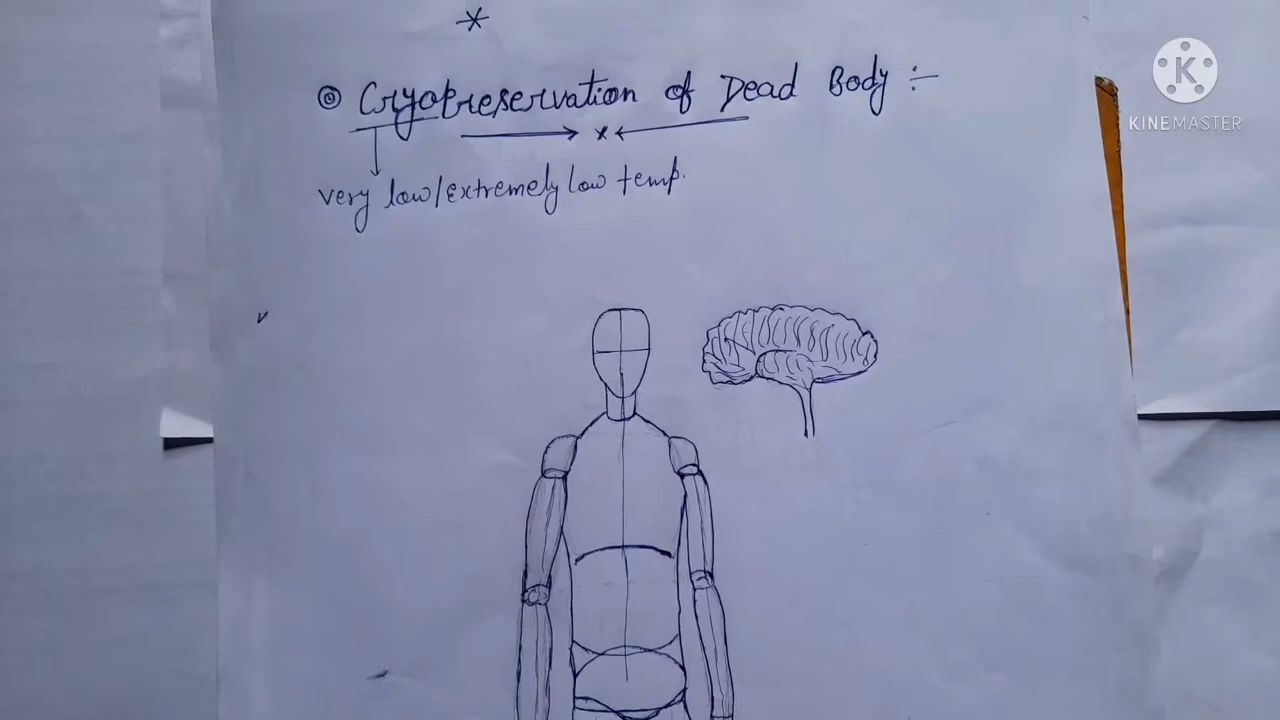 *
◎ Cryopreservation of Dead Body :-
very low/extremely low temp.
K
KINEMASTER